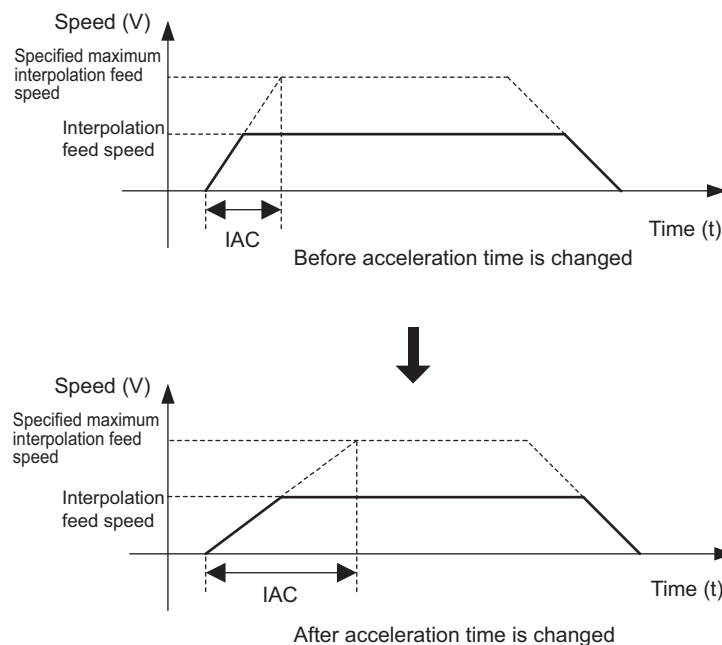 Speed (V)
Specified maximum
interpolation feed
speed
Interpolation
feed speed
IAC
Time (t)
Before acceleration time is changed
Speed (V)
Specified maximum
interpolation feed
speed
Interpolation
feed speed
IAC
Time (t)
After acceleration time is changed